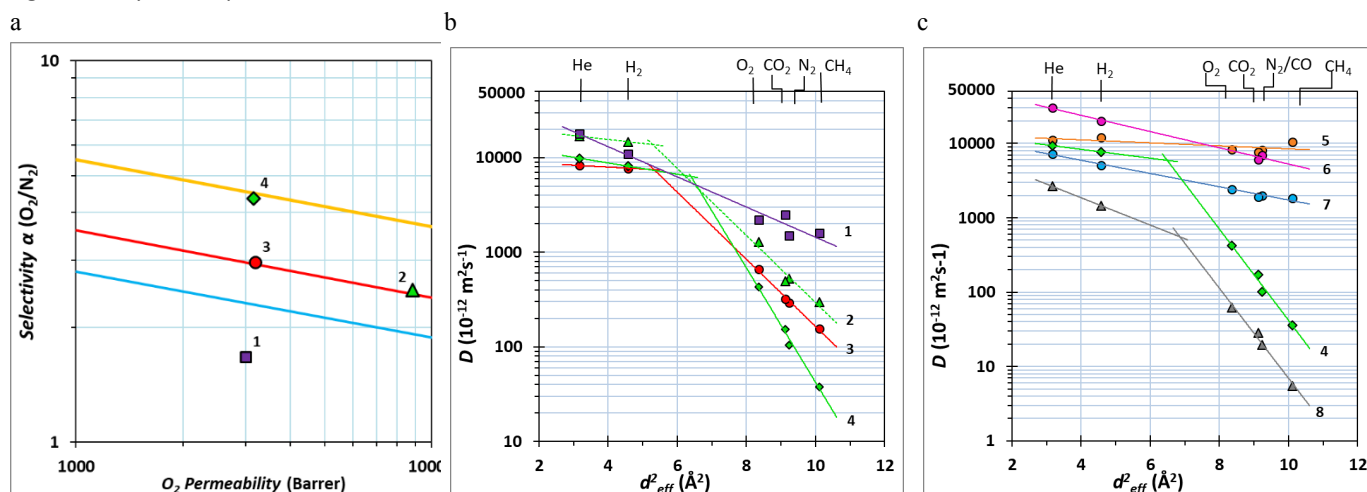 a
10
4
3
2
1
1
1000
1000
Selectivity α (O2/N2)
O2 Permeability (Barrer)
b
He
H2
O2
CO2
N2
CH4
50000
10000
1000
100
10
2
4
6
8
10
12
1
2
3
4
D (10-12 m2s-1)
d2eff (Å2)
c
He
H2
O2
CO2
N2/CO
CH4
50000
10000
1000
100
10
1
2
4
6
8
10
12
5
6
7
4
8
D (10-12 m2s-1)
d2eff (Å2)